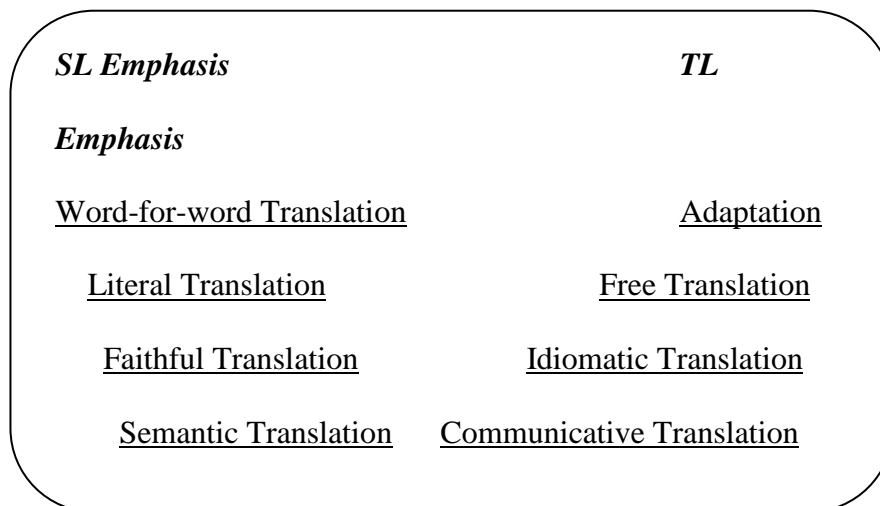 SL Emphasis TL
Emphasis
Word-for-word Translation Adaptation
Literal Translation Free Translation
Faithful Translation Idiomatic Translation
Semantic Translation Communicative Translation